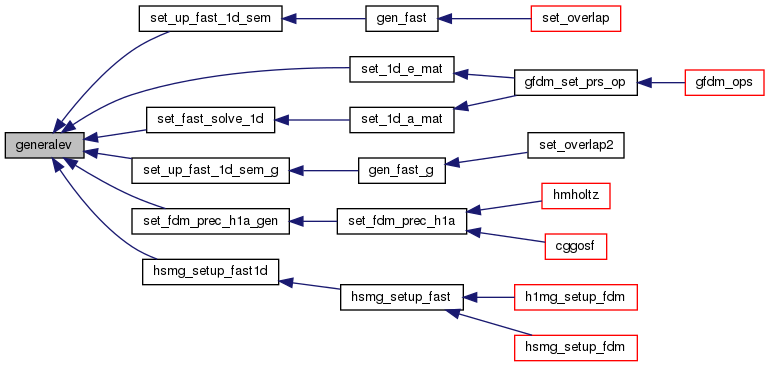 set_up_fast_1d_sem
gen_fast
set_overlap
set_1d_e_mat
gfdm_set_prs_op
gfdm_ops
set_fast_solve_1d
set_1d_a_mat
generalev
set_overlap2
set_up_fast_1d_sem_g
gen_fast_g
hmholtz
set_fdm_prec_h1a_gen
set_fdm_prec_h1a
cggosf
hsmg_setup_fast1d
hsmg_setup_fast
h1mg_setup_fdm
hsmg_setup_fdm